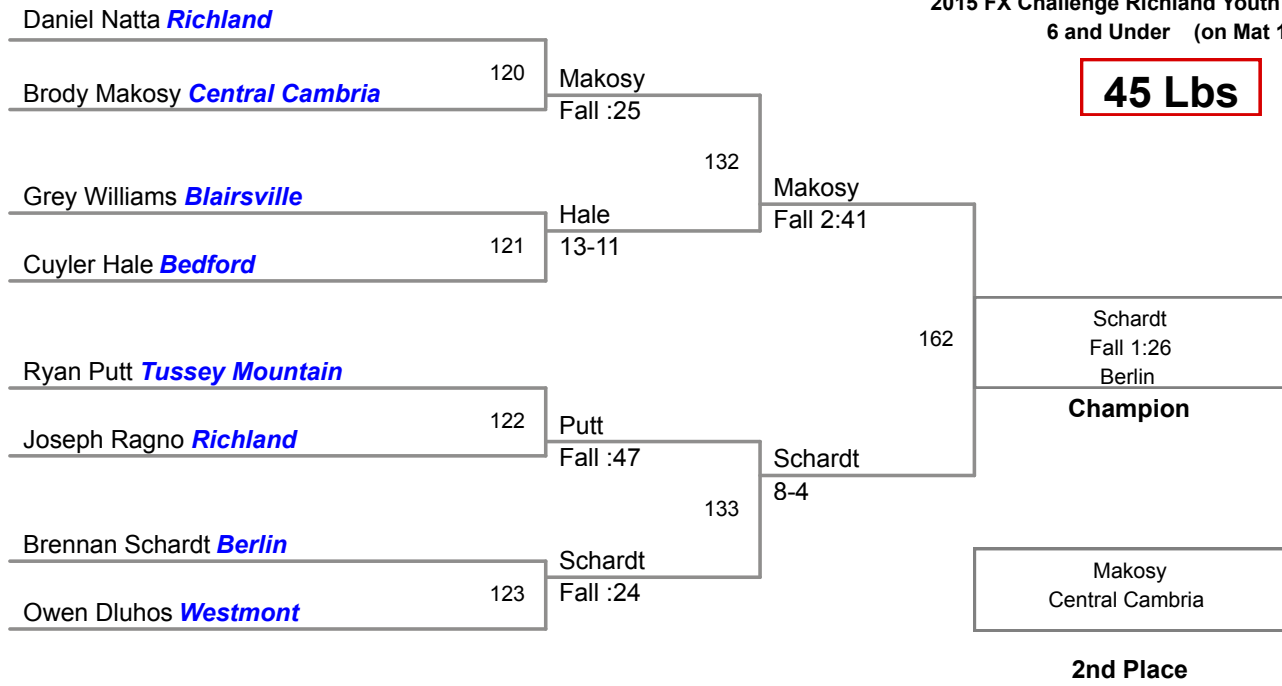 2015 FX Challenge Richland Youth
6 and Under (on Mat 1
45 Lbs
Daniel Natta Richland
120
Brody Makosy Central Cambria
Makosy
Fall :25
132
Grey Williams Blairsville
121
Cuyler Hale Bedford
Hale
13-11
Makosy
Fall 2:41
162
Ryan Putt Tussey Mountain
122
Joseph Ragno Richland
Putt
Fall :47
133
Brennan Schardt Berlin
123
Owen Dluhos Westmont
Schardt
Fall :24
Schardt
8-4
Schardt
Fall 1:26
Berlin
Champion
Makosy
Central Cambria
2nd Place